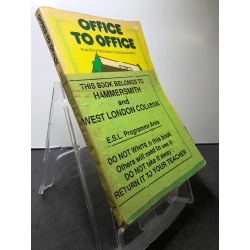 OFFICE
TO OFFICE
THIS BOOK BELONGS TO
HAMMERSMITH
and
WEST LONDON COLLEGE
E.S.L. Programme Area
DO NOT WRITE in this book
Others will need to use it
Do not take it away
RETURN IT TO YOUR TEACHER